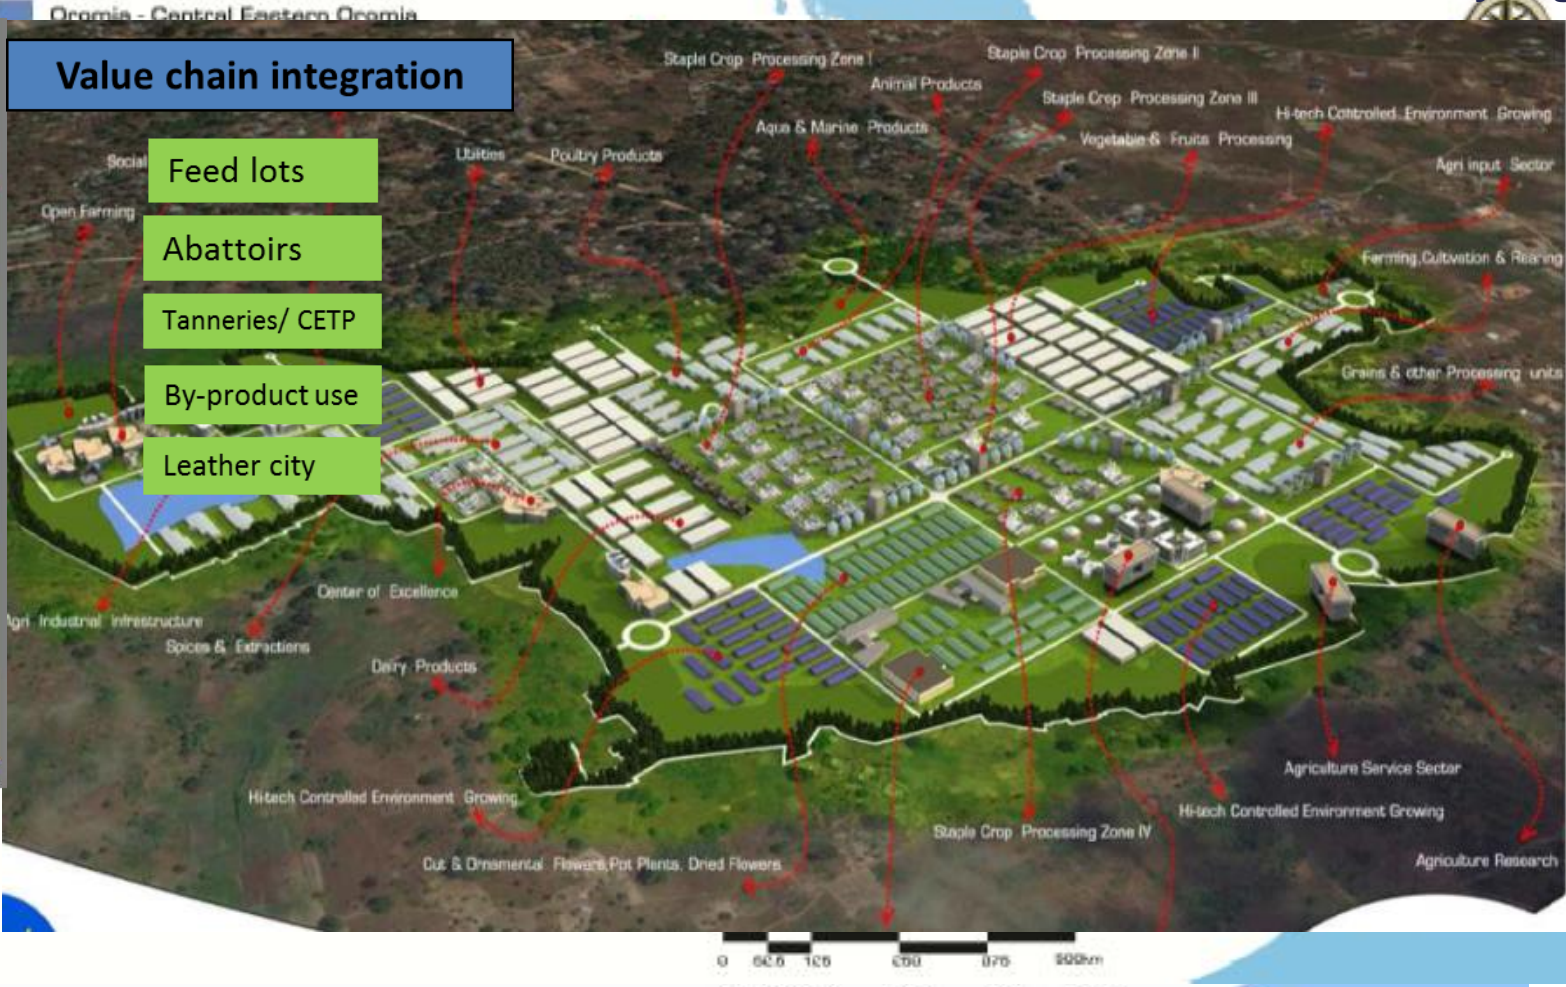 Oromia - Central Eastern Oromia
Value chain integration
Staple Crop Processing Zone I
Staple Crop Processing Zone II
Animal Products
Staple Crop Processing Zone III
Hi-tech Controlled Environment Growing
Aqua & Marine Products
Vegetable & Fruits Processing
Social
Feed lots
Utilities
Poultry Products
Agri input Sector
Open Farming
Abattoirs
Farming, Cultivation & Rearing
Tanneries/ CETP
Grains & other Processing units
By-product use
Leather city
Center of Excellence
Agri Industrial Infrastructure
Spices & Extractions
Dairy Products
Agriculture Service Sector
Hitech Controlled Environment Growing
Hi-tech Controlled Environment Growing
Staple Crop Processing Zone IV
Cut & Ornamental Flowers,Pot Plants, Dried Flowers
Agriculture Research
0